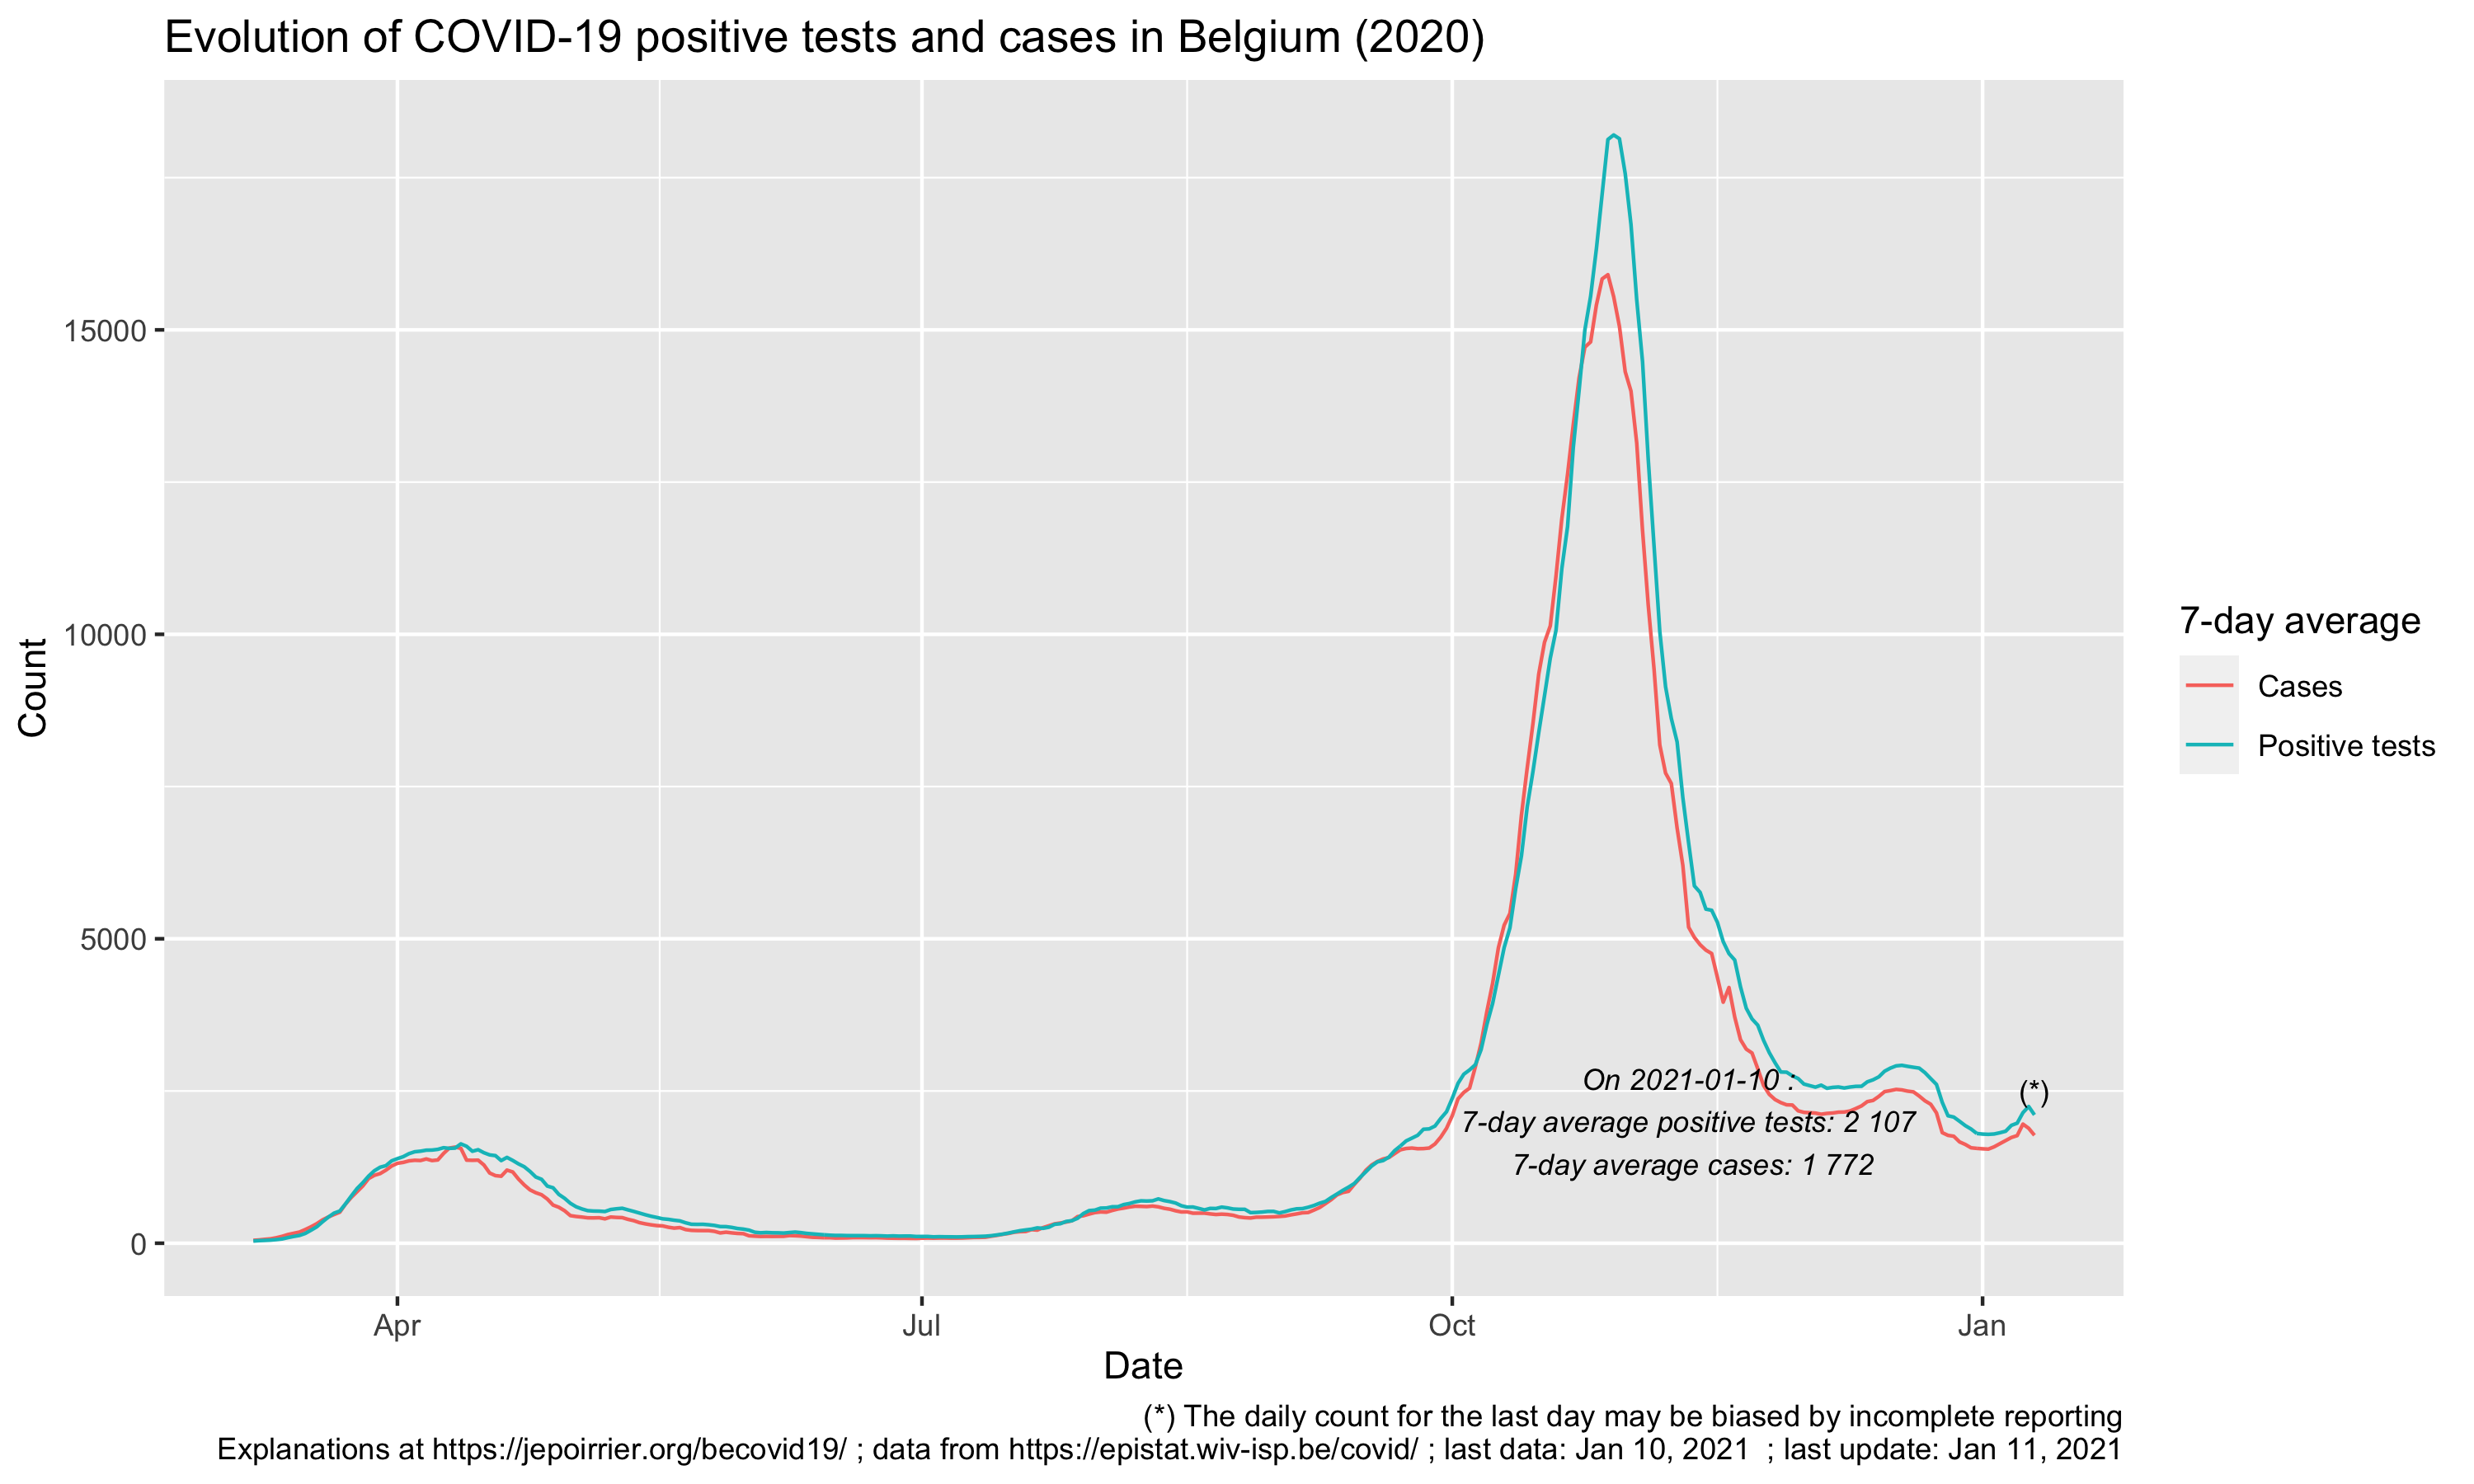 Evolution of COVID-19 positive tests and cases in Belgium (2020)
Count
15000
10000
5000
0
Apr
Jul
Oct
Jan
Date
On 2021-01-10 :
7-day average positive tests: 2 107
7-day average cases: 1 772
(*)
7-day average
Cases
Positive tests
(*) The daily count for the last day may be biased by incomplete reporting
Explanations at https://jepoirrier.org/becovid19/ ; data from https://epistat.wiv-isp.be/covid/ ; last data: Jan 10, 2021  ; last update: Jan 11, 2021